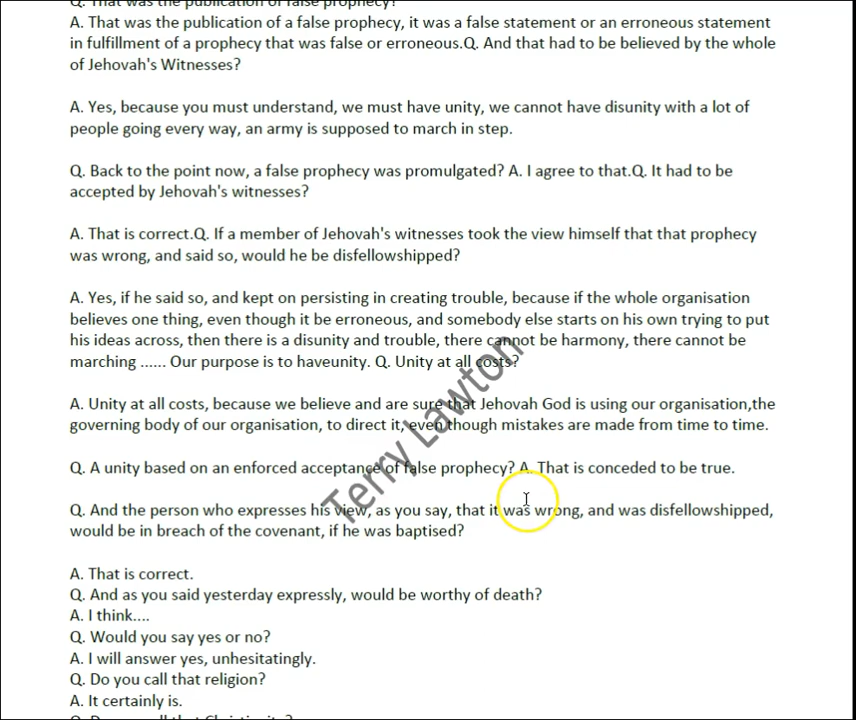 Q. That was the publication of false prophecy?
A. That was the publication of a false prophecy, it was a false statement or an erroneous statement
in fulfillment of a prophecy that was false or erroneous.Q. And that had to be believed by the whole
of Jehovah's Witnesses?
A. Yes, because you must understand, we must have unity, we cannot have disunity with a lot of
people going every way, an army is supposed to march in step.
Q. Back to the point now, a false prophecy was promulgated? A. I agree to that.Q. It had to be
accepted by Jehovah's witnesses?
A. That is correct.Q. If a member of Jehovah's witnesses took the view himself that that prophecy
was wrong, and said so, would he be disfellowshipped?
A. Yes, if he said so, and kept on persisting in creating trouble, because if the whole organisation
believes one thing, even though it be erroneous, and somebody else starts on his own trying to put
his ideas across, then there is a disunity and trouble, there cannot be harmony, there cannot be
marching ...... Our purpose is to haveunity. Q. Unity at all costs?
A. Unity at all costs, because we believe and are sure that Jehovah God is using our organisation,the
governing body of our organisation, to direct it, even though mistakes are made from time to time.
Q. A unity based on an enforced acceptance of false prophecy? A. That is conceded to be true.
Q. And the person who expresses his view, as you say, that it was wrong, and was disfellowshipped,
would be in breach of the covenant, if he was baptised?
A. That is correct.
Q. And as you said yesterday expressly, would be worthy of death?
A. I think....
Q. Would you say yes or no?
A. I will answer yes, unhesitatingly.
Q. Do you call that religion?
A. It certainly is.
Q. Do you call that Christianity?
Terry Lawton